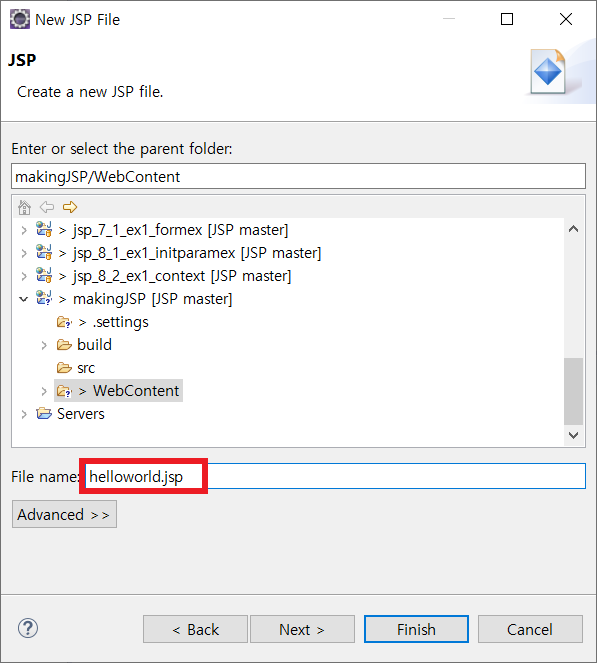 New JSP File
JSP
Create a new JSP file.
Enter or select the parent folder:
makingJSP/WebContent
> jsp_7_1_ex1_formex [JSP master]
> jsp_8_1_ex1_initparamex [JSP master]
> jsp_8_2_ex1_context [JSP master]
> makingJSP [JSP master]
> .settings
build
src
> WebContent
Servers
File name: helloworld.jsp
Advanced >>
? < Back Next > Finish Cancel